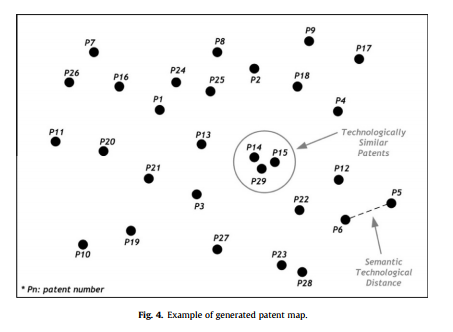 P9
P7
P8
P17
P26
P16
P24
P25
P2
P18
P1
P4
P11
P20
P13
P14
P15
P29
Technologically
Similar
Patents
P21
P12
P3
P22
P5
P6
P19
P10
P27
P23
P28
Semantic
Technological
Distance
* Pn: patent number
Fig. 4. Example of generated patent map.